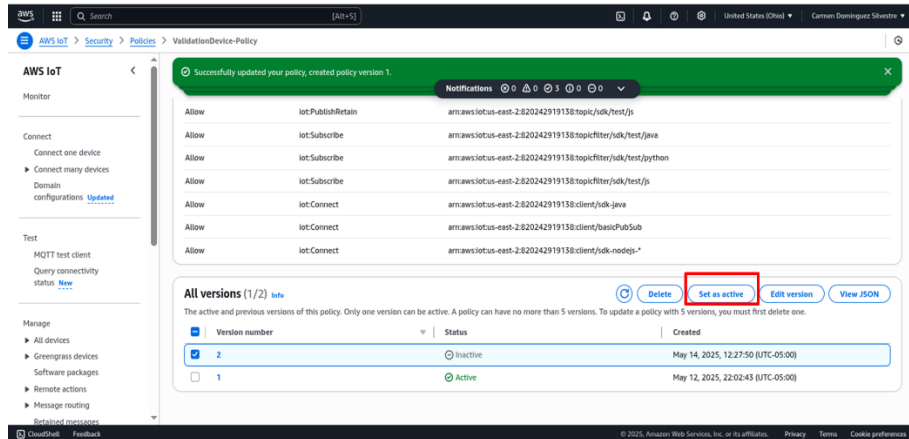 aws Search [Alt+S] United States (Ohio) ▼ Carmen Dominguez Silvestre ▼
AWS IoT > Security > Policies > ValidationDevice-Policy
AWS IoT
Monitor
Connect
Connect one device
Connect many devices
Domain
configurations Updated
Test
MQTT test client
Query connectivity
status New
Manage
All devices
Greengrass devices
Software packages
Remote actions
Message routing
Retained messages
Successfully updated your policy, created policy version 1.
Notifications 0 0 3 0 0
Allow iot:PublishRetain arn:aws:iot:us-east-2:820242919138:topic/sdk/test/js
Allow iot:Subscribe arn:aws:iot:us-east-2:820242919138:topicfilter/sdk/test/java
Allow iot:Subscribe arn:aws:iot:us-east-2:820242919138:topicfilter/sdk/test/python
Allow iot:Subscribe arn:aws:iot:us-east-2:820242919138:topicfilter/sdk/test/js
Allow iot:Connect arn:aws:iot:us-east-2:820242919138:client/sdk-java
Allow iot:Connect arn:aws:iot:us-east-2:820242919138:client/basicPubSub
Allow iot:Connect arn:aws:iot:us-east-2:820242919138:client/sdk-nodejs-*
All versions (1/2) Info Delete Set as active Edit version View JSON
The active and previous versions of this policy. Only one version can be active. A policy can have no more than 5 versions. To update a policy with 5 versions, you must first delete one.
Version number Status Created
2 Inactive May 14, 2025, 12:27:50 (UTC-05:00)
1 Active May 12, 2025, 22:02:43 (UTC-05:00)
CloudShell Feedback © 2025, Amazon Web Services, Inc. or its affiliates. Privacy Terms Cookie preferences